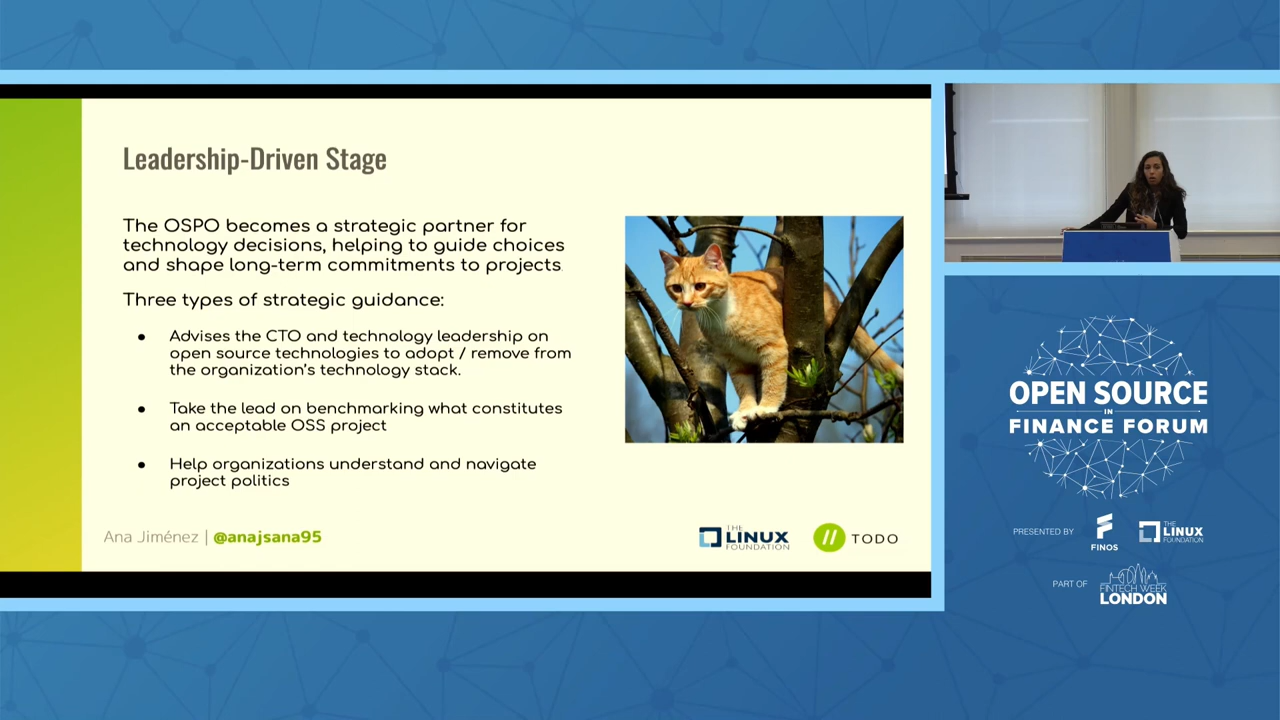 Leadership-Driven Stage
The OSPO becomes a strategic partner for
technology decisions, helping to guide choices
and shape long-term commitments to projects.
Three types of strategic guidance:
● Advises the CTO and technology leadership on
open source technologies to adopt / remove from
the organization's technology stack.
● Take the lead on benchmarking what constitutes
an acceptable OSS project
● Help organizations understand and navigate
project politics
Ana Jiménez | @anajsana95
THE
LINUX
FOUNDATION
// TODO
OPEN SOURCE
IN
FINANCE FORUM
PRESENTED BY
FINOS
THE
LINUX
FOUNDATION
PART OF
FINTECH WEEK
LONDON